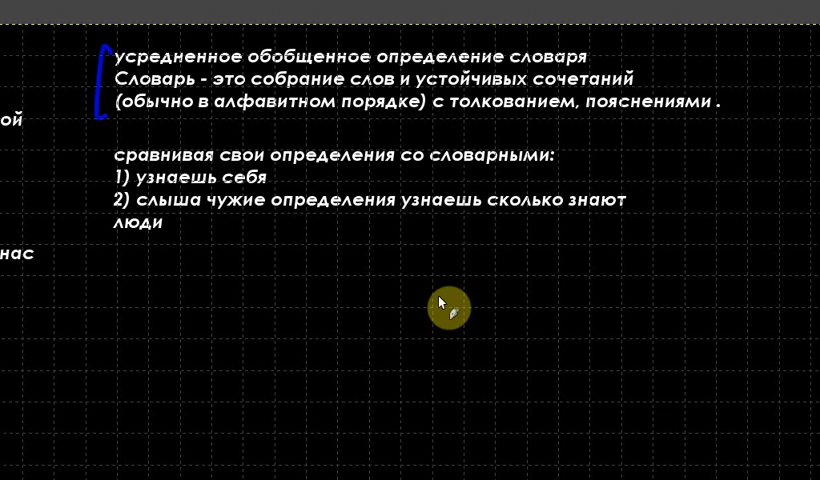 усредненное обобщенное определение словаря
Словарь - это собрание слов и устойчивых сочетаний
(обычно в алфавитном порядке) с толкованием, пояснениями .
ой
сравнивая свои определения со словарными:
1) узнаешь себя
2) слыша чужие определения узнаешь сколько знают
люди
нас